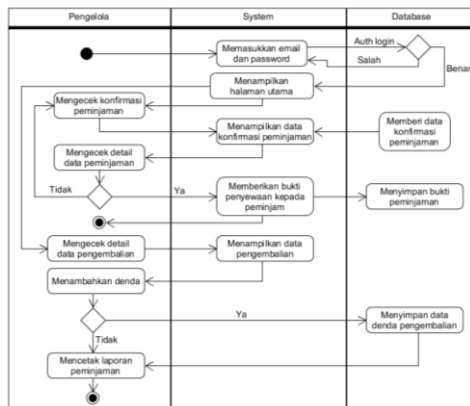 Pengelola
System
Database
Memasukkan email
dan password
Auth login
Salah
Benar
Menampilkan
halaman utama
Mengecek konfirmasi
peminjaman
Menampilkan data
konfirmasi peminjaman
Memberi data
konfirmasi
peminjaman
Mengecek detail
data peminjaman
Tidak
Ya
Memberikan bukti
penyewaan kepada
peminjam
Menyimpan bukti
peminjaman
Mengecek detail
data pengembalian
Menampilkan data
pengembalian
Menambahkan denda
Ya
Menyimpan data
denda pengembalian
Tidak
Mencetak laporan
peminjaman